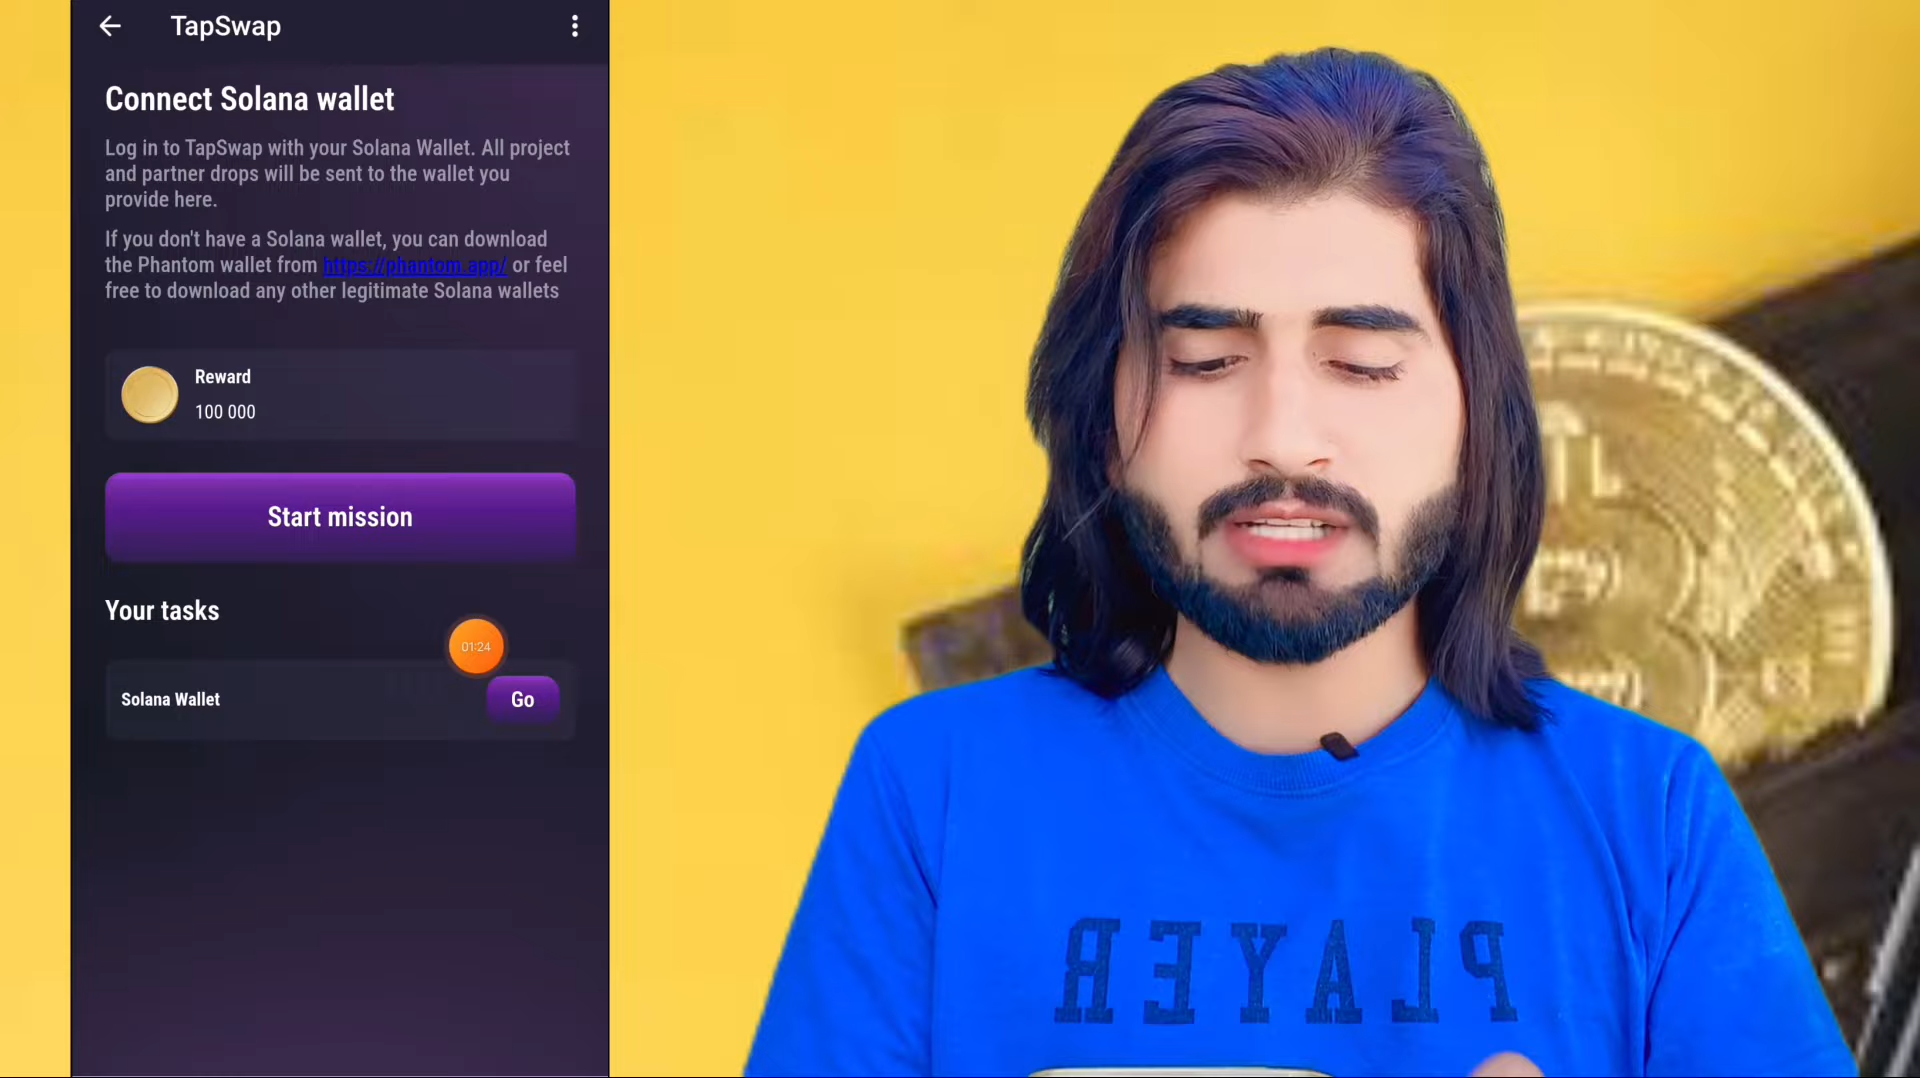 TapSwap
Connect Solana wallet
Log in to TapSwap with your Solana Wallet. All project
and partner drops will be sent to the wallet you
provide here.
If you don't have a Solana wallet, you can download
the Phantom wallet from https://phantom.app/ or feel
free to download any other legitimate Solana wallets
Reward
100 000
Start mission
Your tasks
01:24
Solana Wallet
Go
PLAYER